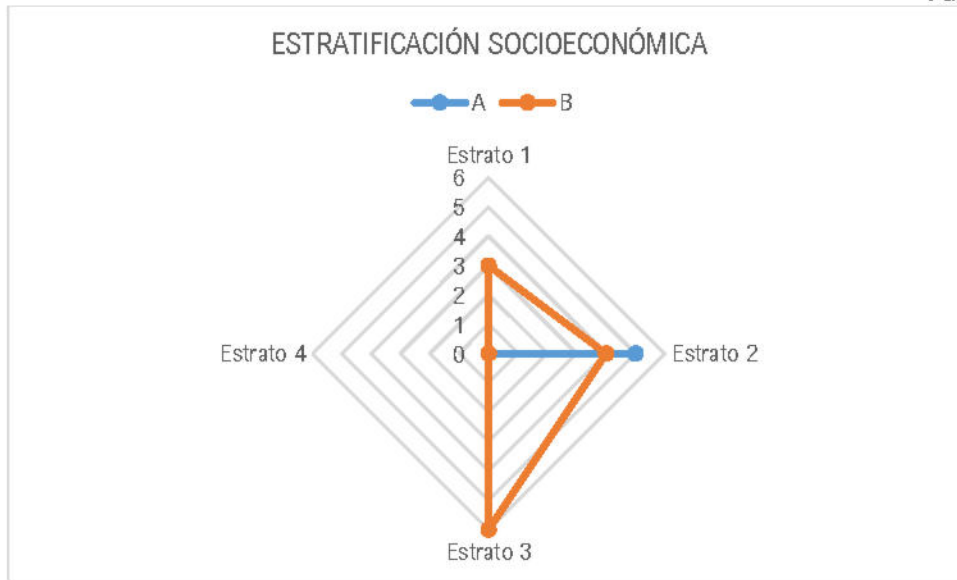 ESTRATIFICACIÓN SOCIOECONÓMICA
A B
Estrato 1
6
5
4
3
2
1
Estrato 4 0 Estrato 2
Estrato 3